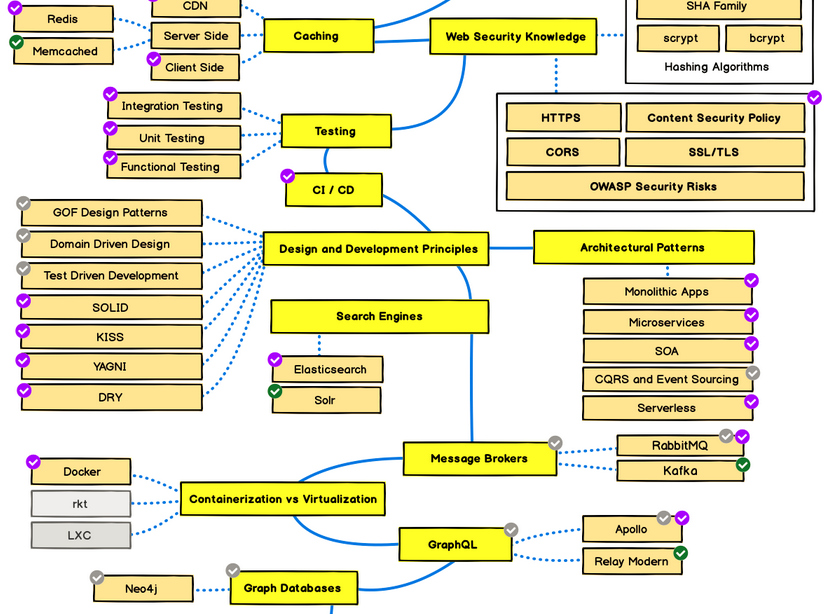 CDN
Redis
Server Side
Memcached
Client Side
Caching
Web Security Knowledge
SHA Family
scrypt
bcrypt
Hashing Algorithms
HTTPS
Content Security Policy
CORS
SSL/TLS
OWASP Security Risks
Integration Testing
Unit Testing
Functional Testing
Testing
CI / CD
GOF Design Patterns
Domain Driven Design
Test Driven Development
SOLID
KISS
YAGNI
DRY
Design and Development Principles
Architectural Patterns
Monolithic Apps
Microservices
SOA
CQRS and Event Sourcing
Serverless
Search Engines
Elasticsearch
Solr
Message Brokers
RabbitMQ
Kafka
Docker
rkt
LXC
Containerization vs Virtualization
GraphQL
Apollo
Relay Modern
Neo4j
Graph Databases